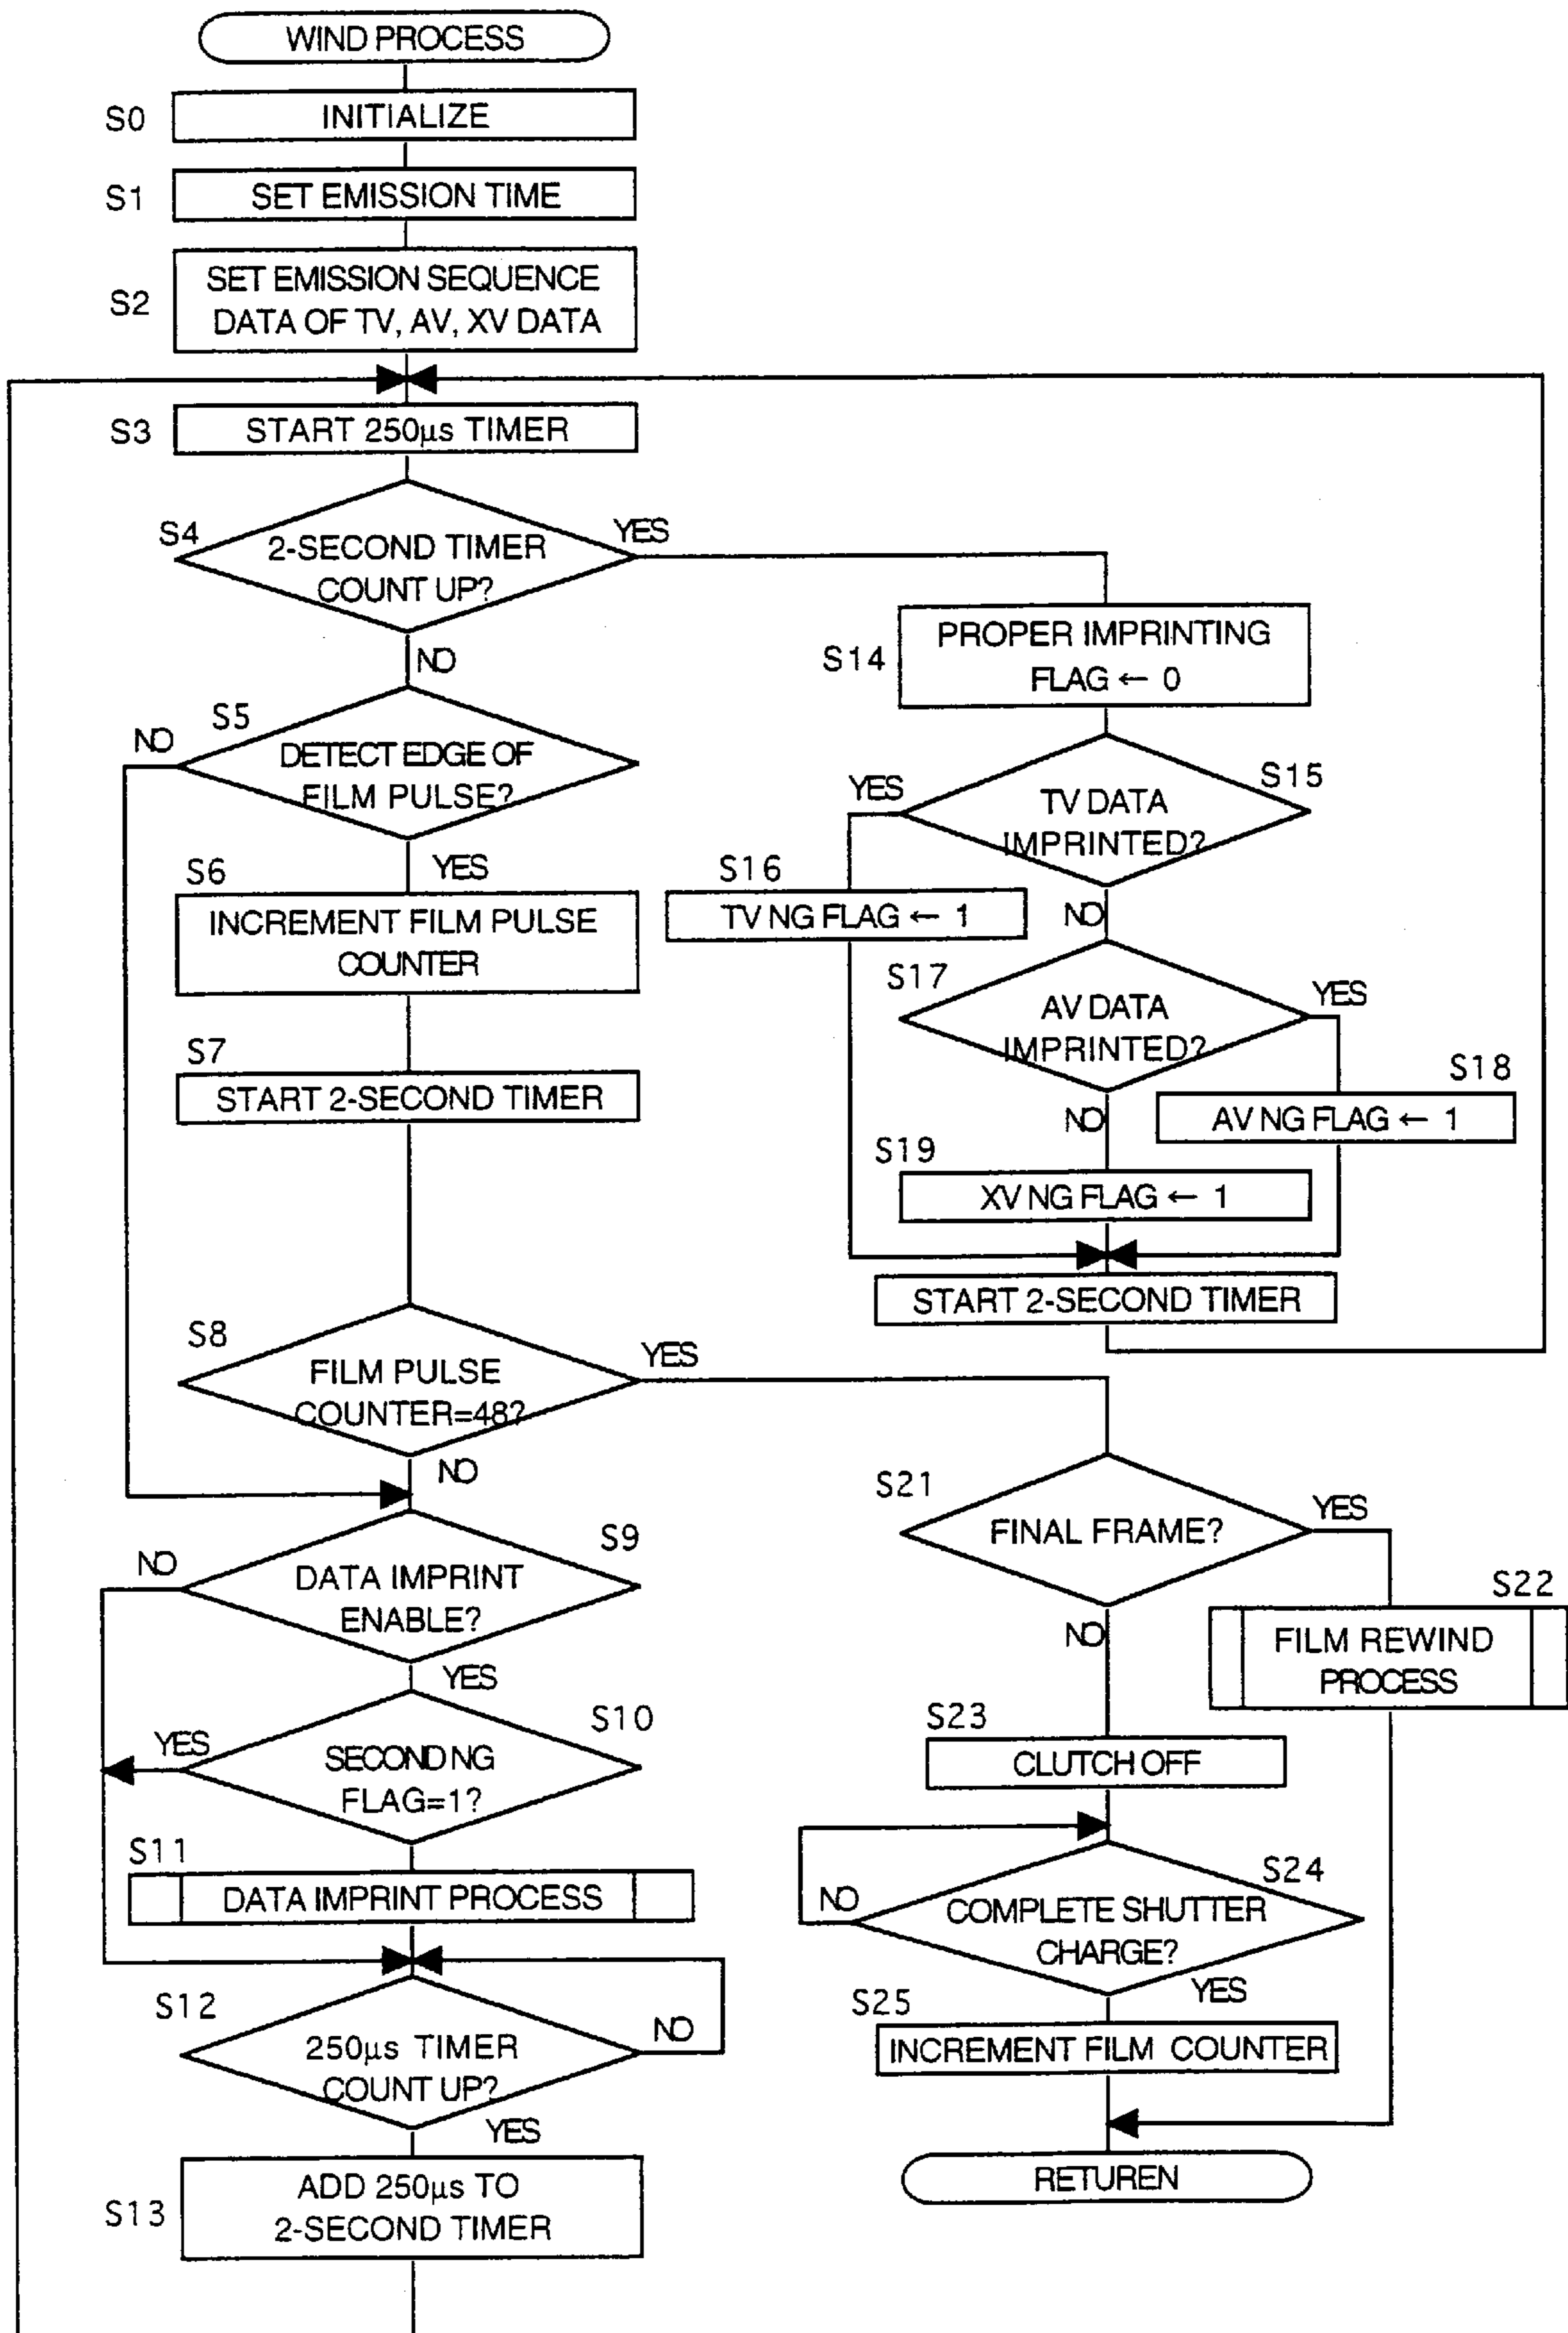 WIND PROCESS
S0
INITIALIZE
S1
SET EMISSION TIME
S2
SET EMISSION SEQUENCE
DATA OF TV, AV, XV DATA
S3
START 250µs TIMER
S4
2-SECOND TIMER
COUNT UP?
YES
NO
S5
DETECT EDGE OF
FILM PULSE?
NO
YES
S6
INCREMENT FILM PULSE
COUNTER
S7
START 2-SECOND TIMER
S8
FILM PULSE
COUNTER=48?
YES
NO
S9
DATA IMPRINT
ENABLE?
NO
YES
S10
SECOND NG
FLAG=1?
YES
S11
DATA IMPRINT PROCESS
S12
250µs TIMER
COUNT UP?
NO
YES
S13
ADD 250µs TO
2-SECOND TIMER
S14
PROPER IMPRINTING
FLAG ← 0
S15
TV DATA
IMPRINTED?
YES
NO
S16
TV NG FLAG ← 1
S17
AV DATA
IMPRINTED?
YES
NO
S18
AV NG FLAG ← 1
S19
XV NG FLAG ← 1
START 2-SECOND TIMER
S21
FINAL FRAME?
YES
NO
S22
FILM REWIND
PROCESS
S23
CLUTCH OFF
S24
COMPLETE SHUTTER
CHARGE?
NO
YES
S25
INCREMENT FILM COUNTER
RETUREN